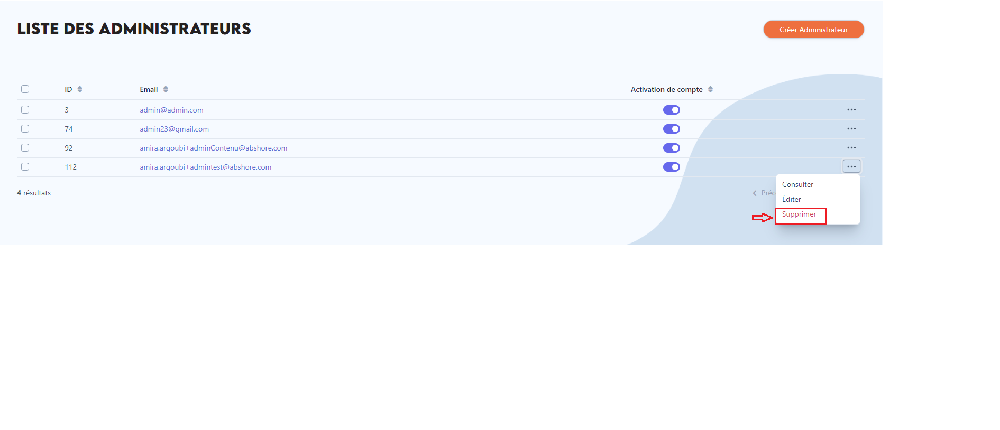 LISTE DES ADMINISTRATEURS
Créer Administrateur
ID Email Activation de compte
3 admin@admin.com
74 admin23@gmail.com
92 amira.argoubi+adminContenu@abshore.com
112 amira.argoubi+admintest@abshore.com
4 résultats
Consulter
Éditer
Supprimer